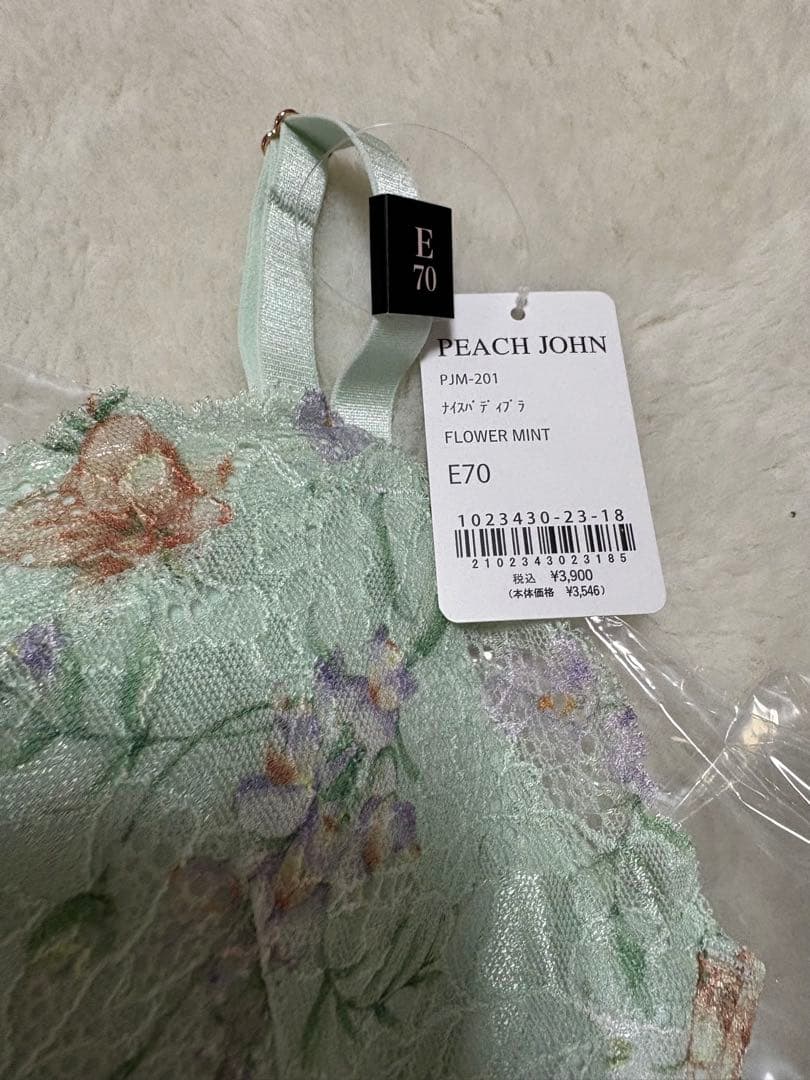 E
70
PEACH JOHN
PJM-201
ﾅｲｽﾊﾞﾃﾞｨﾌﾞﾗ
FLOWER MINT
E70
1023430-23-18
2102343023185
税込 ¥3,900
(本体価格 ¥3,546)